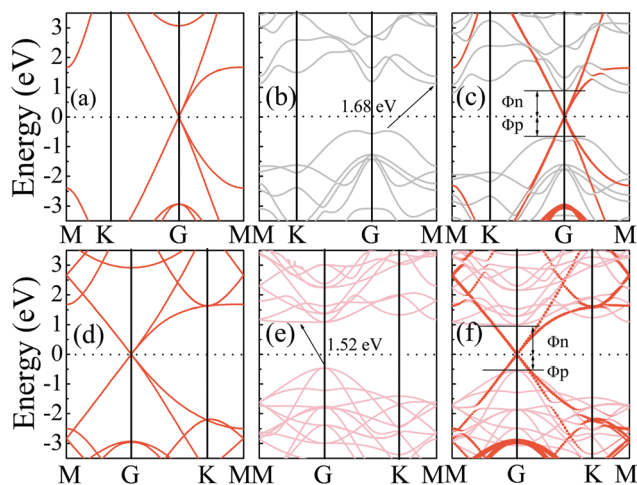 3
2
1
0
-1
-2
-3
Energy (eV)
(a)
(b)
1.68 eV
(c)
Φn
Φp
M K G M K G M K G M
3
2
1
0
-1
-2
-3
Energy (eV)
(d)
(e)
1.52 eV
(f)
Φn
Φp
M G K M G K M G K M